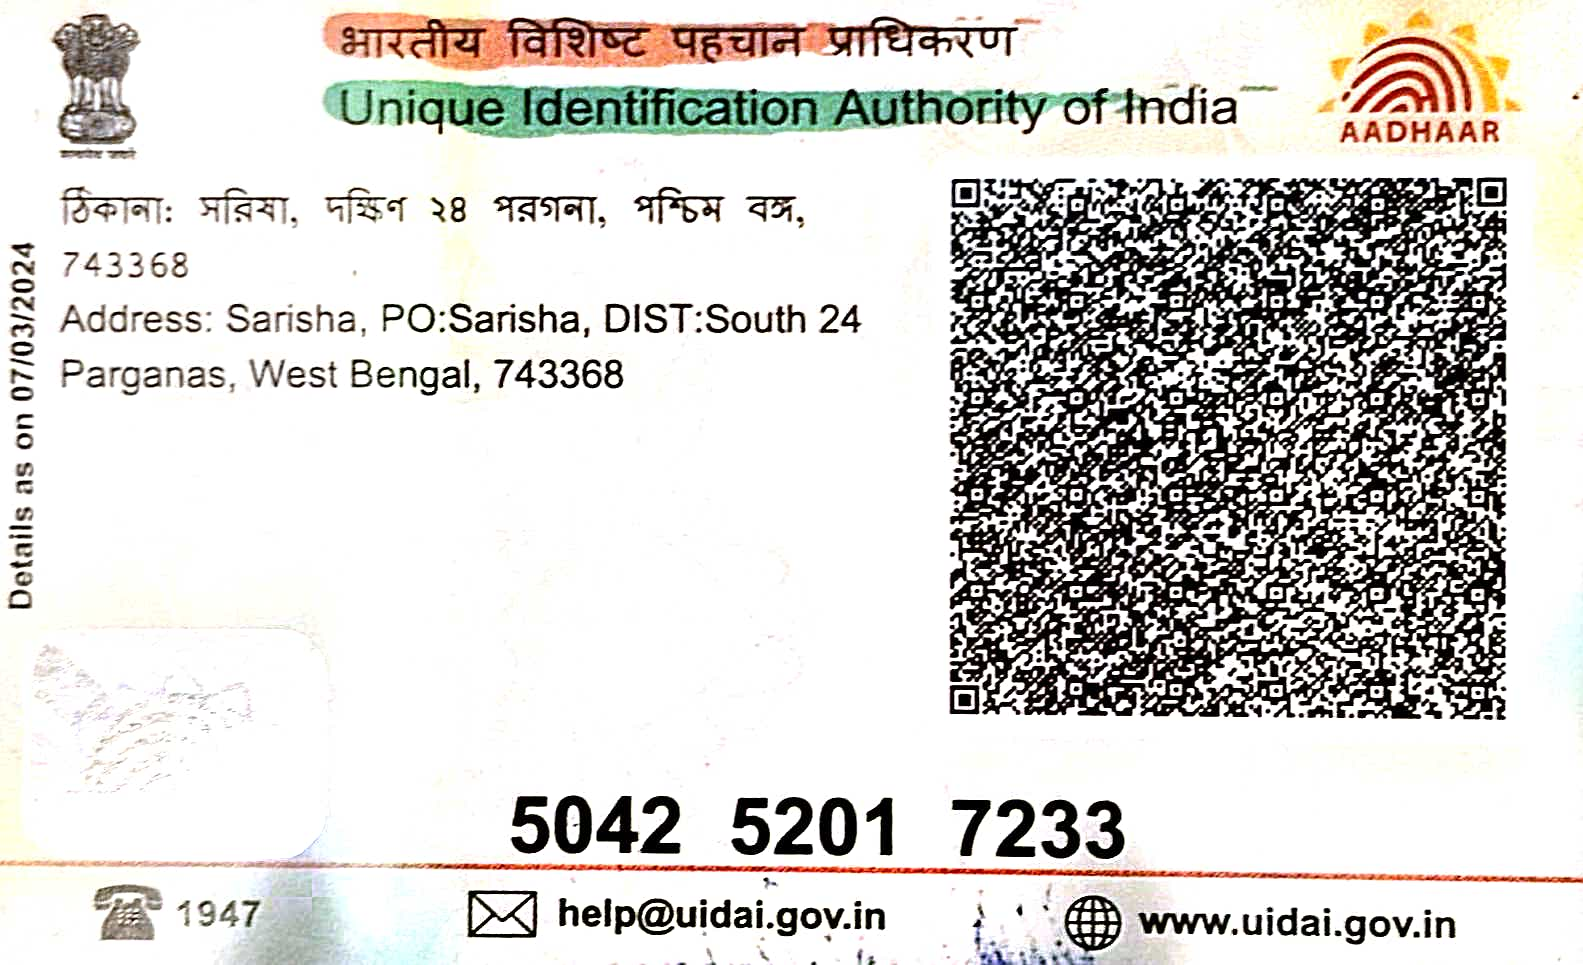 भारतीय विशिष्ट पहचान प्राधिकरण
Unique Identification Authority of India
AADHAAR
ঠিকানা: সরিষা, দক্ষিণ ২৪ পরগনা, পশ্চিম বঙ্গ,
743368
Address: Sarisha, PO:Sarisha, DIST:South 24
Parganas, West Bengal, 743368
Details as on 07/03/2024
5042 5201 7233
1947
help@uidai.gov.in
www.uidai.gov.in